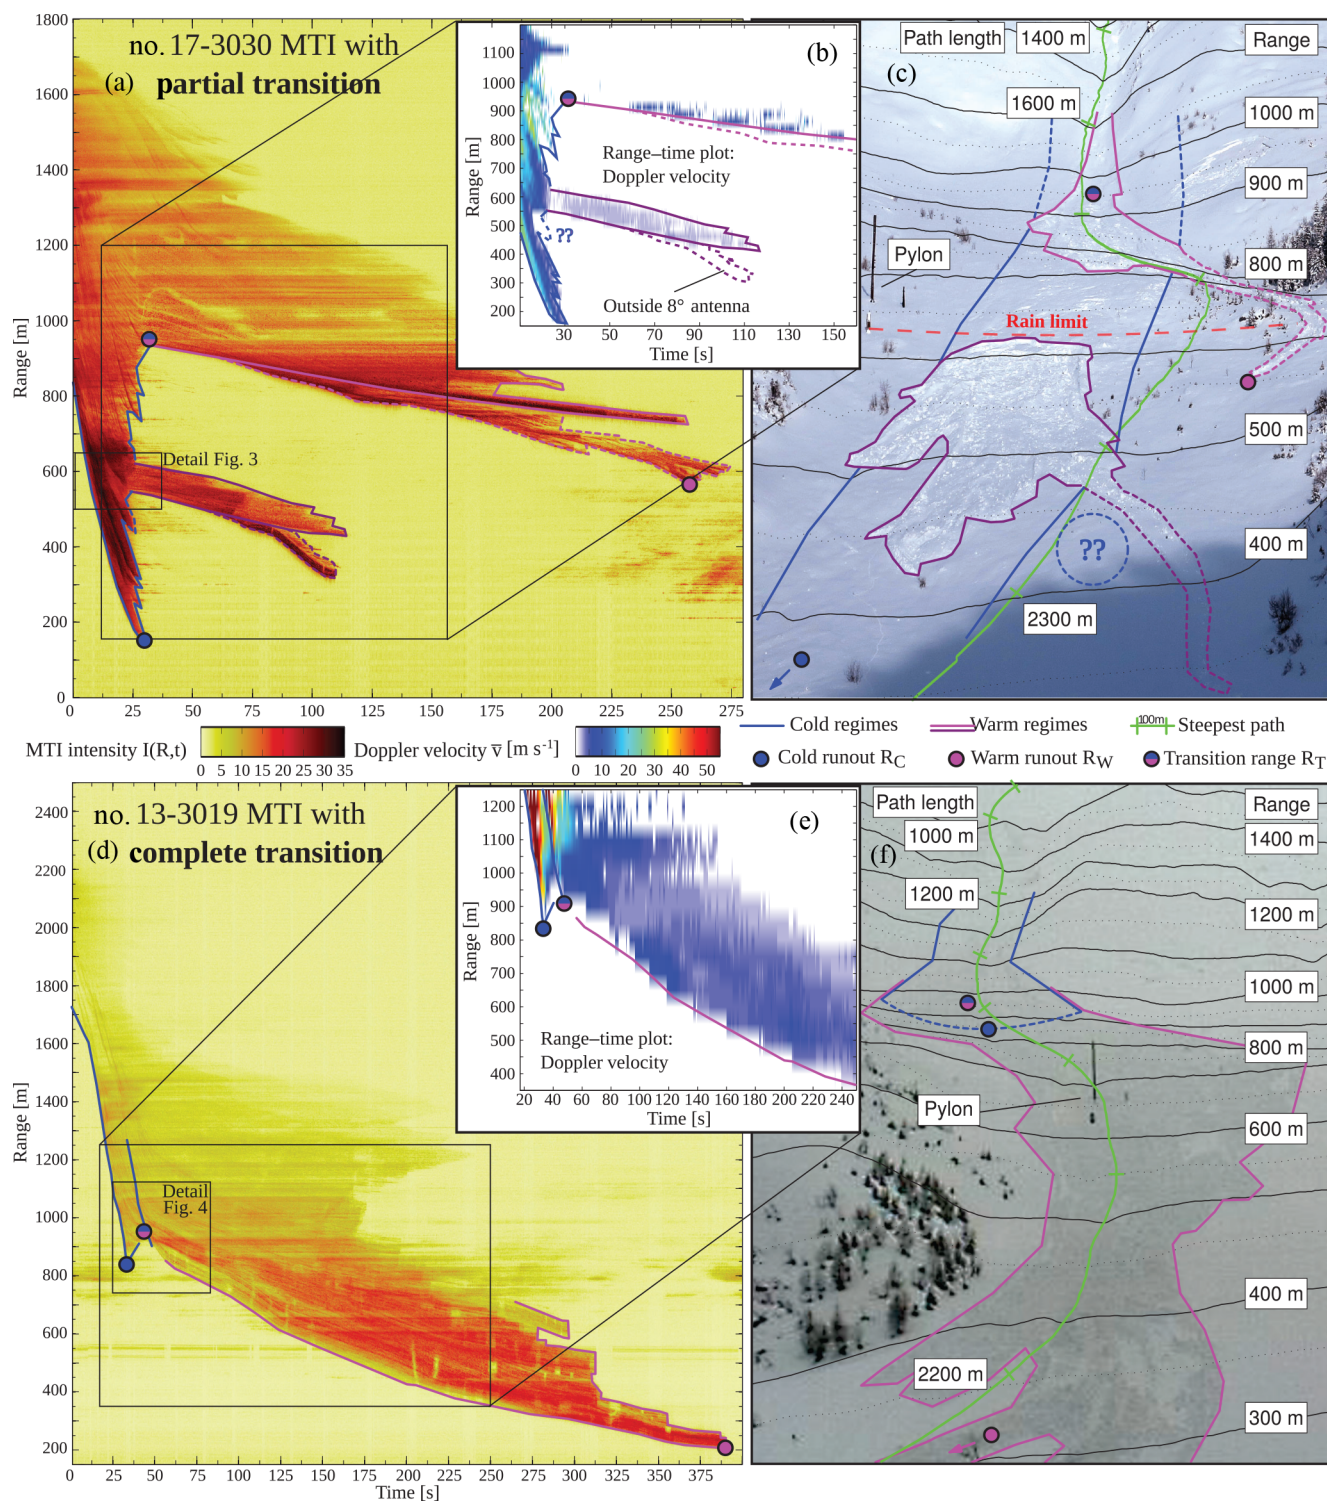 no. 17-3030 MTI with
(a) partial transition
Range [m]
1800
1600
1400
1200
1000
800
600
400
200
0
Detail Fig. 3
0 25 50 75 100 125 150 175 200 225 250 275
(b)
Range [m]
1100
1000
900
800
700
600
500
400
300
200
Range–time plot:
Doppler velocity
??
Outside 8° antenna
30 50 70 90 110 130 150
Time [s]
(c)
Path length
1400 m
Range
1600 m
1000 m
900 m
Pylon
800 m
Rain limit
500 m
??
400 m
2300 m
MTI intensity I(R,t)
0 5 10 15 20 25 30 35
Doppler velocity v̅ [m s⁻¹]
0 10 20 30 40 50
Cold regimes
Warm regimes
100m
Steepest path
Cold runout R_C
Warm runout R_W
Transition range R_T
no. 13-3019 MTI with
(d) complete transition
Range [m]
2400
2200
2000
1800
1600
1400
1200
1000
800
600
400
200
Detail
Fig. 4
0 25 50 75 100 125 150 175 200 225 250 275 300 325 350 375 400
Time [s]
(e)
Range [m]
1200
1100
1000
900
800
700
600
500
400
Range–time plot:
Doppler velocity
20 40 60 80 100 120 140 160 180 200 220 240
Time [s]
(f)
Path length
Range
1000 m
1400 m
1200 m
1200 m
1000 m
800 m
Pylon
600 m
400 m
2200 m
300 m